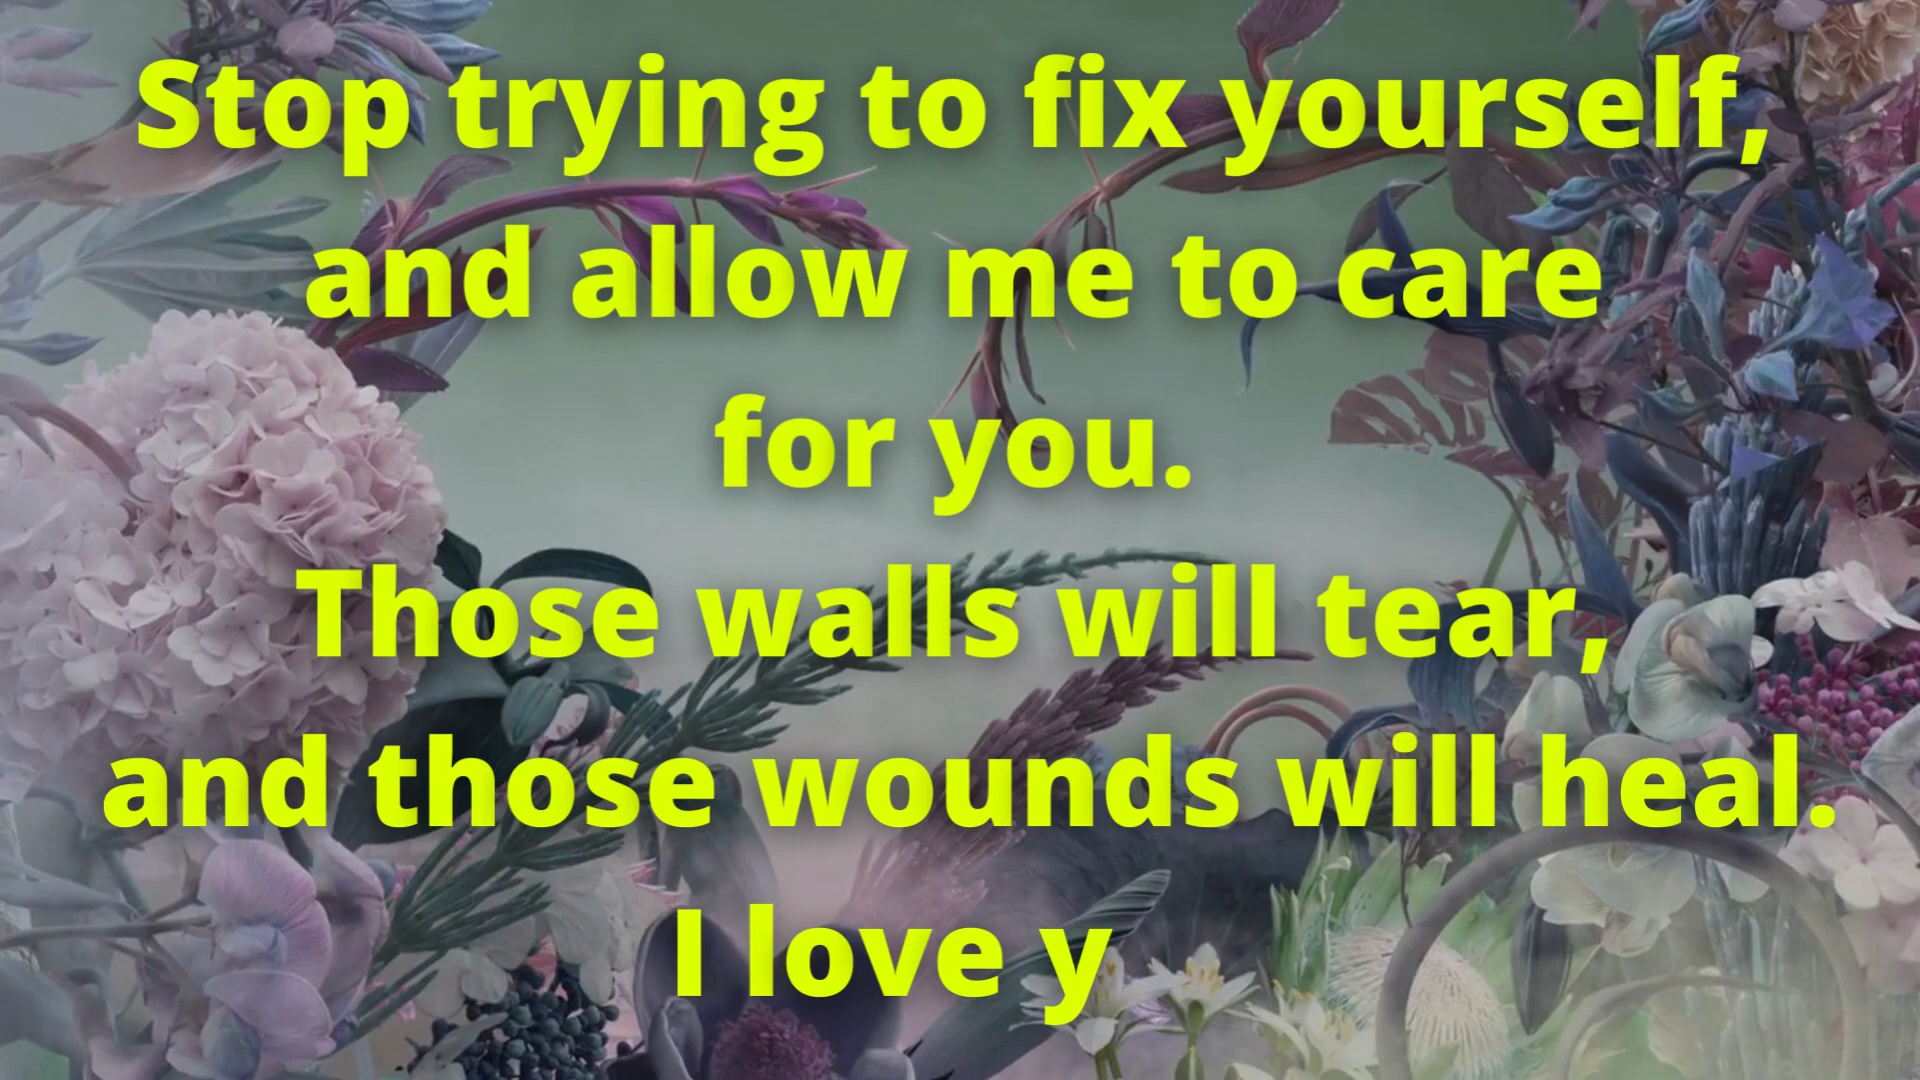 Stop trying to fix yourself,
and allow me to care
for you.
Those walls will tear,
and those wounds will heal.
I love y